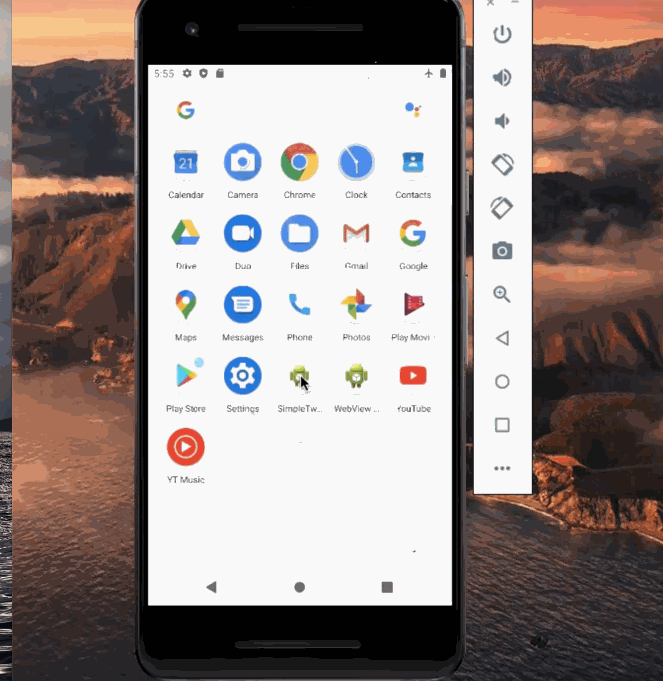 5:55
G
21
Calendar Camera Chrome Clock Contacts
G
Drive Duo Files Gmail Google
Maps Messages Phone Photos Play Movi
Play Store Settings SimpleTw... WebView ... YouTube
YT Music